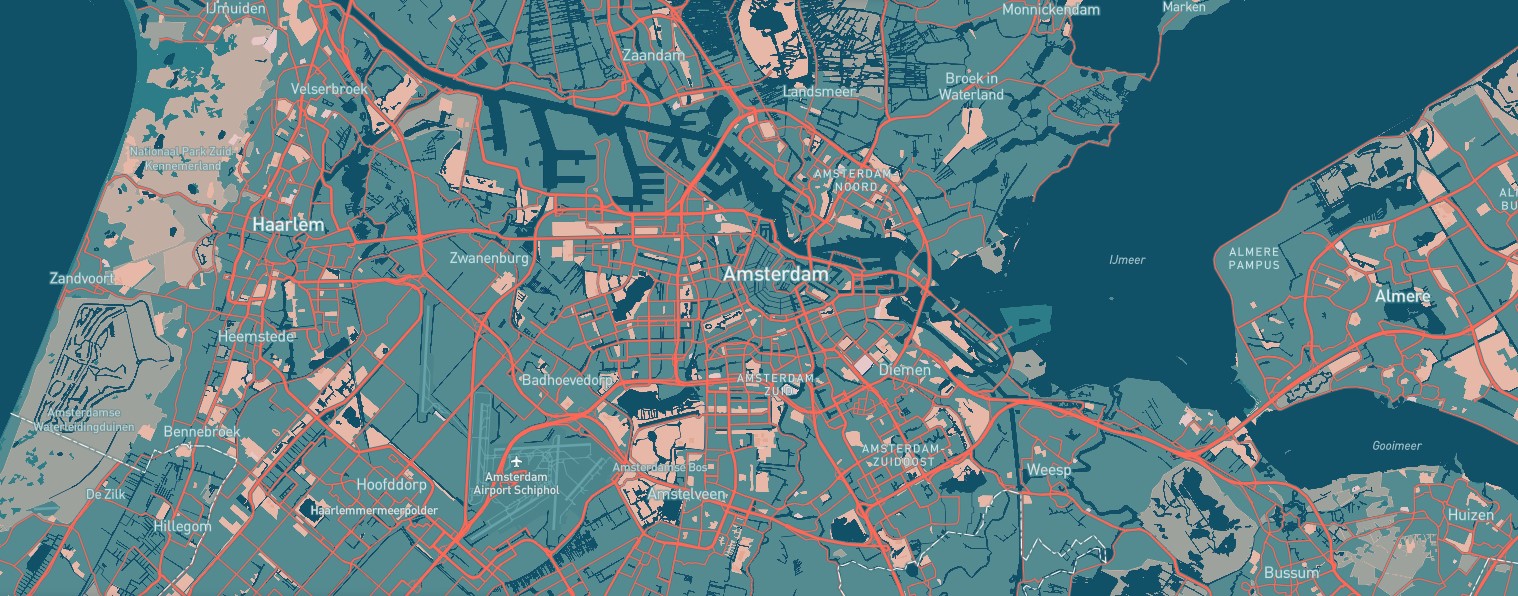 IJmuiden
Monnickendam
Marken
Zaandam
Velserbroek
Landsmeer
Broek in
Waterland
Nationaal Park Zuid-
Kennemerland
AMSTERDAM-
NOORD
Haarlem
Zwanenburg
Amsterdam
IJmeer
ALMERE
PAMPUS
Zandvoort
Almere
Heemstede
Badhoevedorp
AMSTERDAM
ZUID
Diemen
Amsterdamse
Waterleidingduinen
Bennebroek
AMSTERDAM-
ZUIDOOST
Gooimeer
Amsterdamse Bos
Weesp
Amsterdam
Airport Schiphol
Hoofddorp
De Zilk
Amstelveen
Haarlemmermeerpolder
Hillegom
Huizen
Bussum